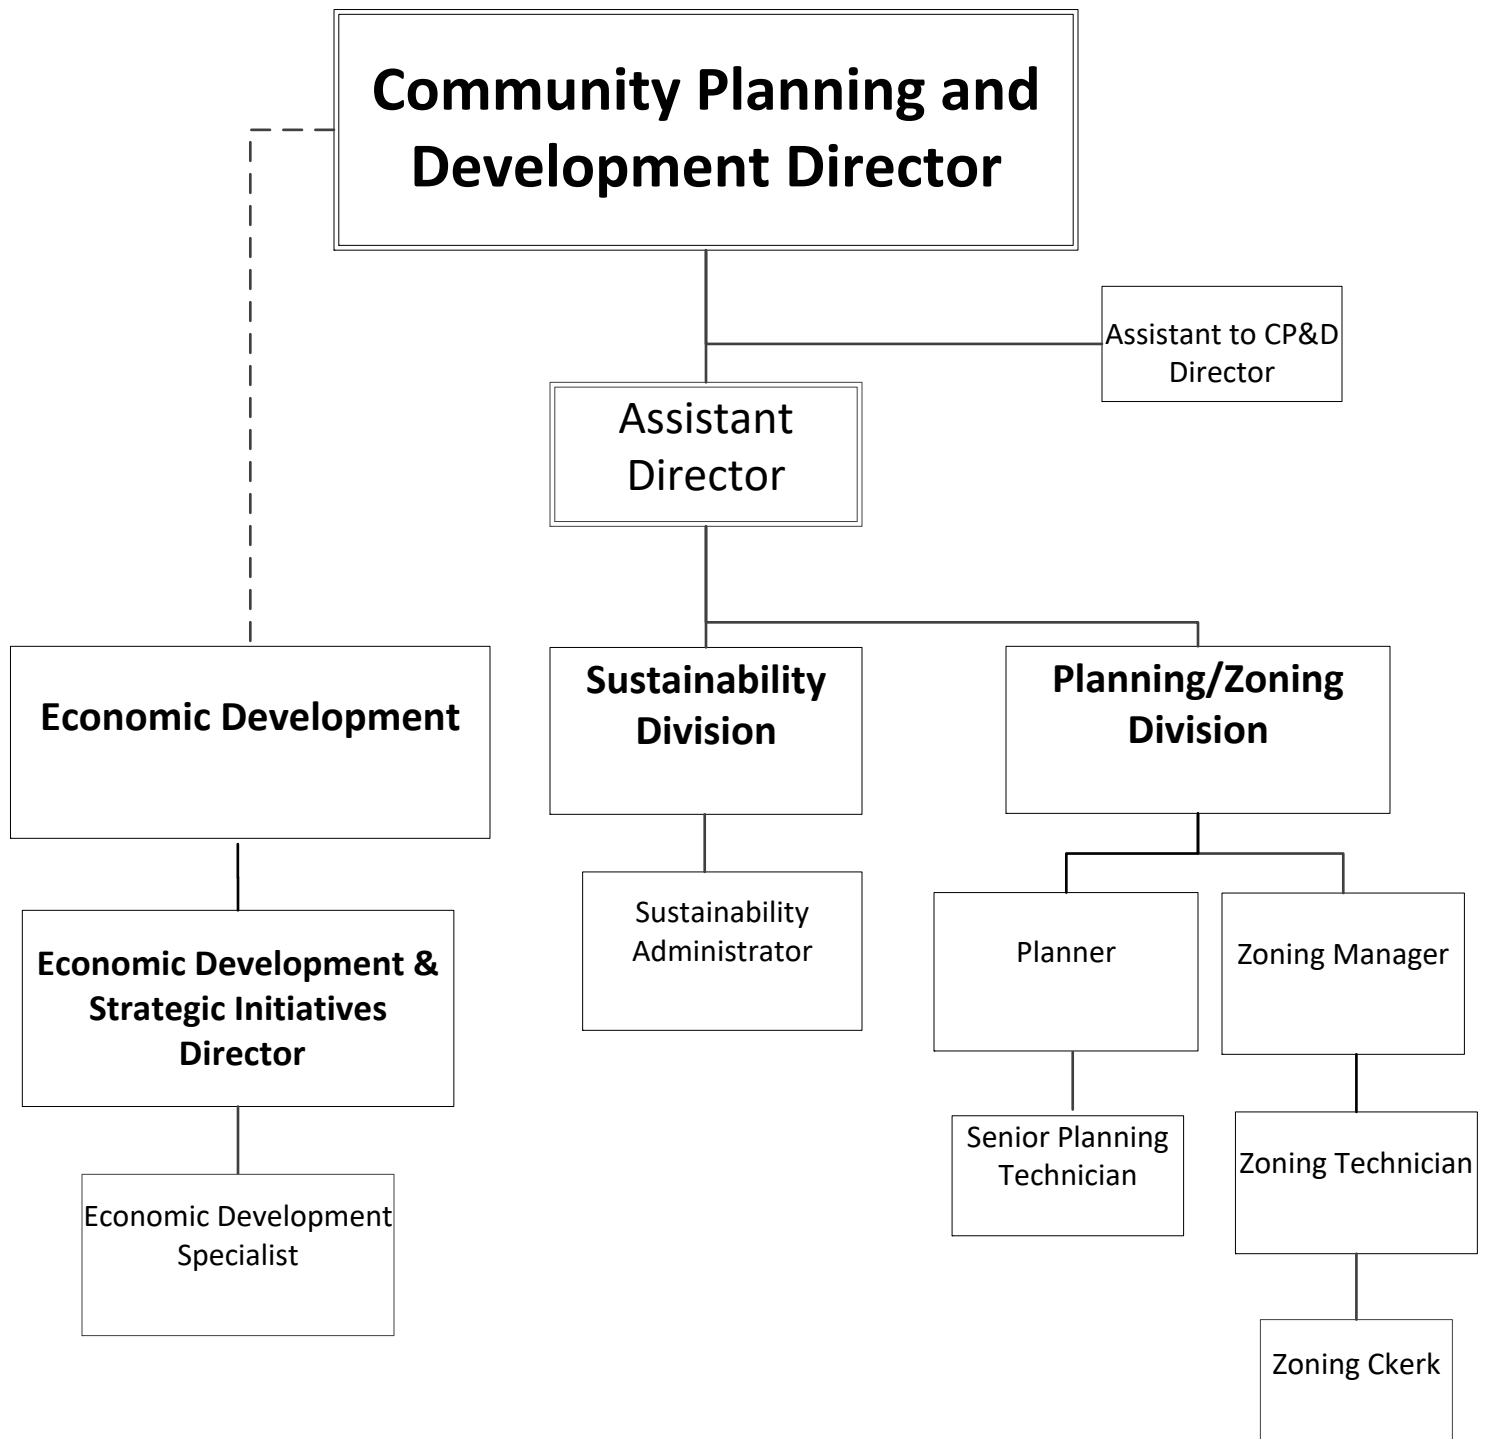 Community Planning and
Development Director
Assistant to CP&D
Director
Assistant
Director
Economic Development
Sustainability
Division
Planning/Zoning
Division
Economic Development &
Strategic Initiatives
Director
Sustainability
Administrator
Planner
Zoning Manager
Senior Planning
Technician
Zoning Technician
Economic Development
Specialist
Zoning Ckerk